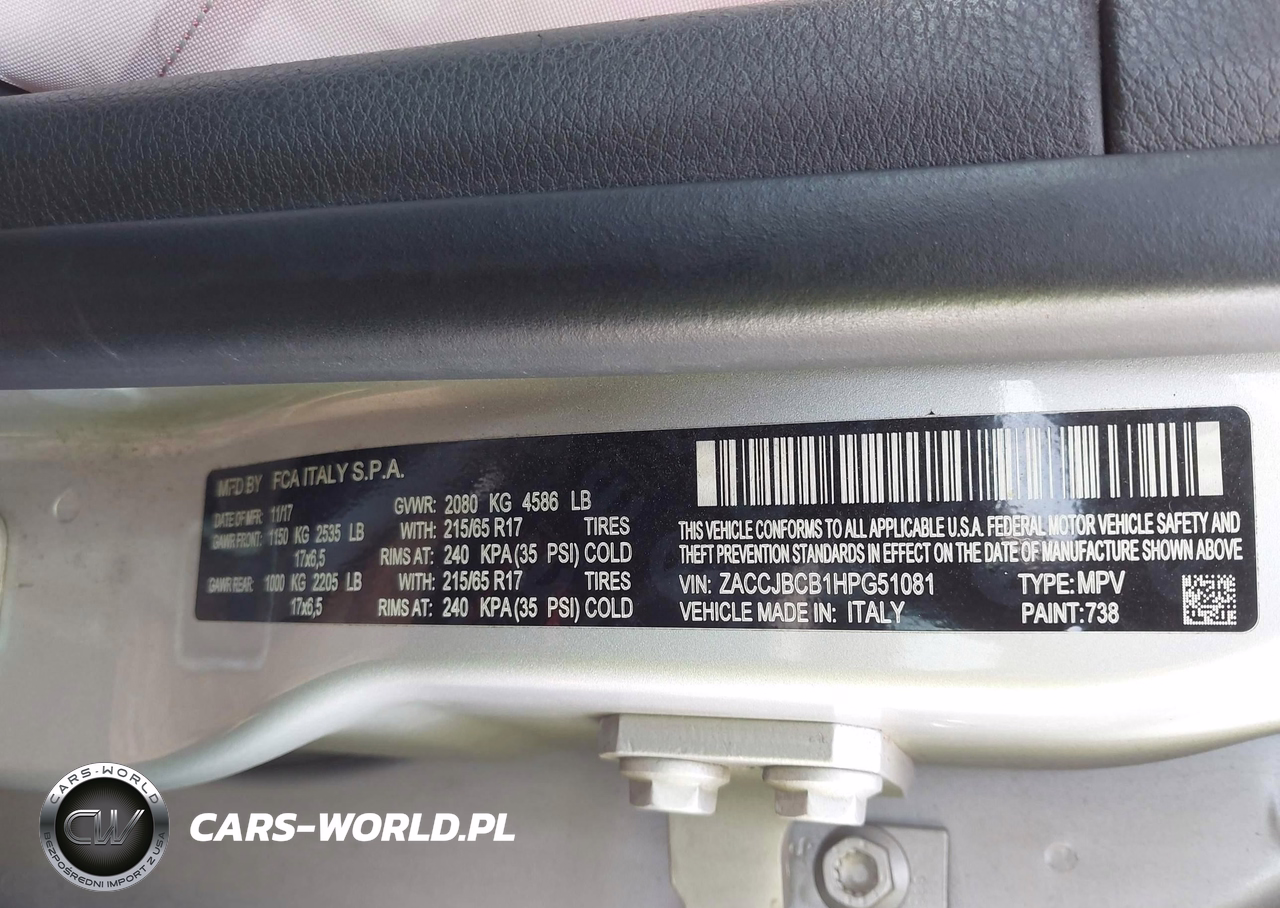 MFD.BY FCA ITALY S.P.A.
DATE OF MFR: 11/17 GVWR: 2080 KG 4586 LB
GAWR FRONT: 1150 KG 2535 LB WITH: 215/65 R17 TIRES
17x6,5 RIMS AT: 240 KPA (35 PSI) COLD
GAWR REAR: 1000 KG 2205 LB WITH: 215/65 R17 TIRES
17x6,5 RIMS AT: 240 KPA (35 PSI) COLD
THIS VEHICLE CONFORMS TO ALL APPLICABLE U.S.A. FEDERAL MOTOR VEHICLE SAFETY AND
THEFT PREVENTION STANDARDS IN EFFECT ON THE DATE OF MANUFACTURE SHOWN ABOVE
VIN: ZACCJBCB1HPG51081 TYPE: MPV
VEHICLE MADE IN: ITALY PAINT:738
CARS-WORLD
CW
BEZPOŚREDNI IMPORT Z USA
CARS-WORLD.PL